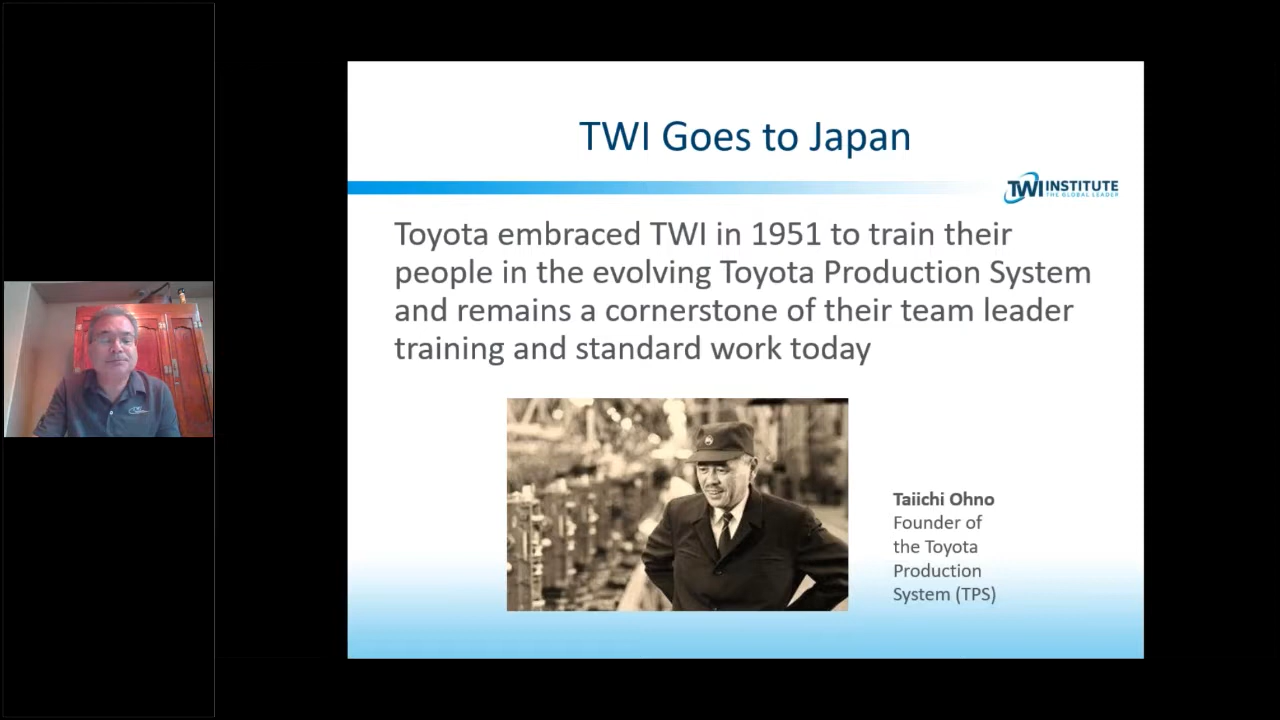 TWI Goes to Japan
TWI INSTITUTE
THE GLOBAL LEADER
Toyota embraced TWI in 1951 to train their
people in the evolving Toyota Production System
and remains a cornerstone of their team leader
training and standard work today
Taiichi Ohno
Founder of
the Toyota
Production
System (TPS)